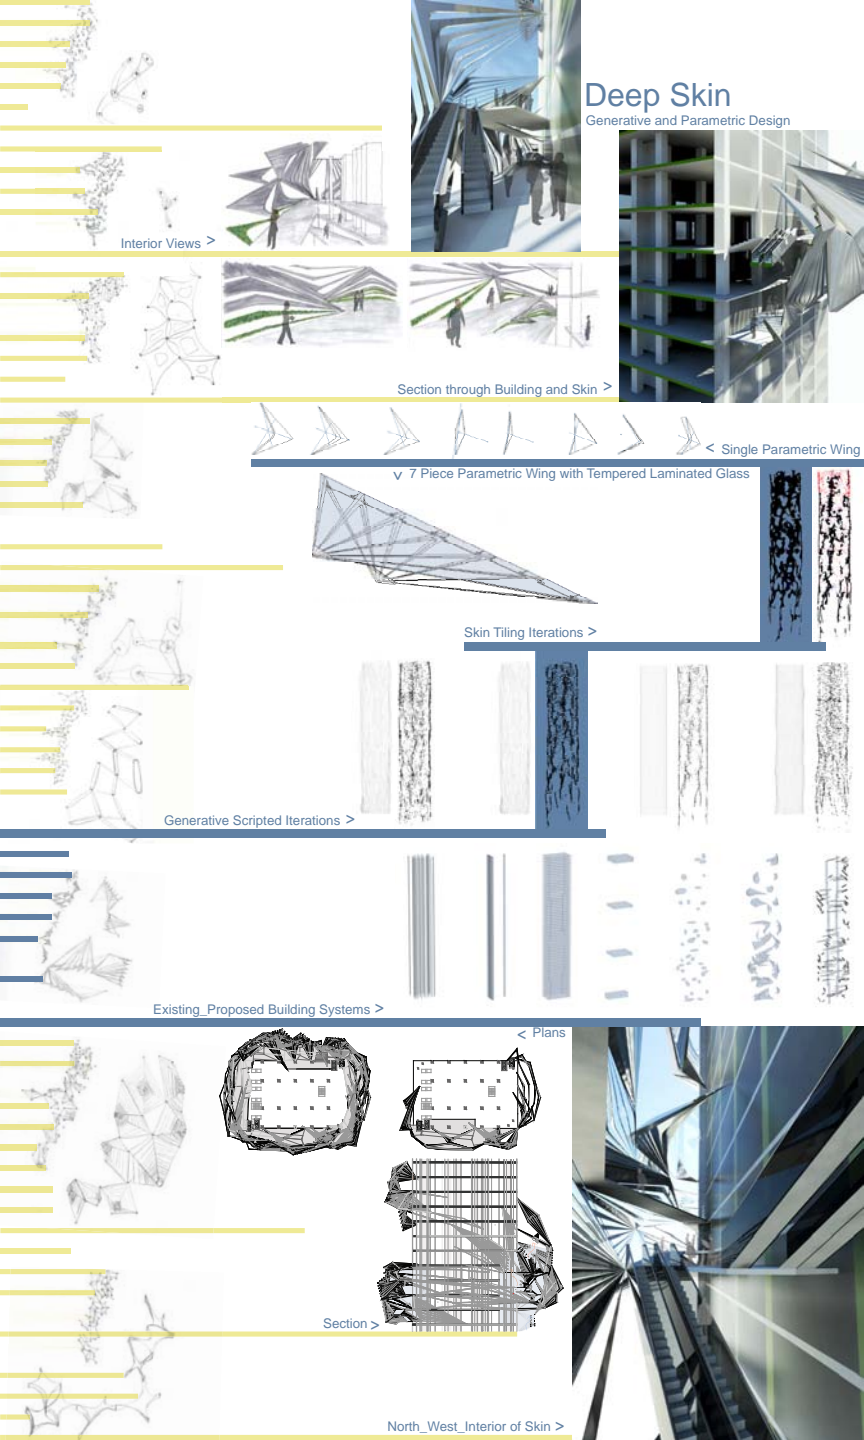 Deep Skin
Generative and Parametric Design
Interior Views >
Section through Building and Skin >
< Single Parametric Wing
v 7 Piece Parametric Wing with Tempered Laminated Glass
Skin Tiling Iterations >
Generative Scripted Iterations >
Existing_Proposed Building Systems >
< Plans
Section >
North_West_Interior of Skin >